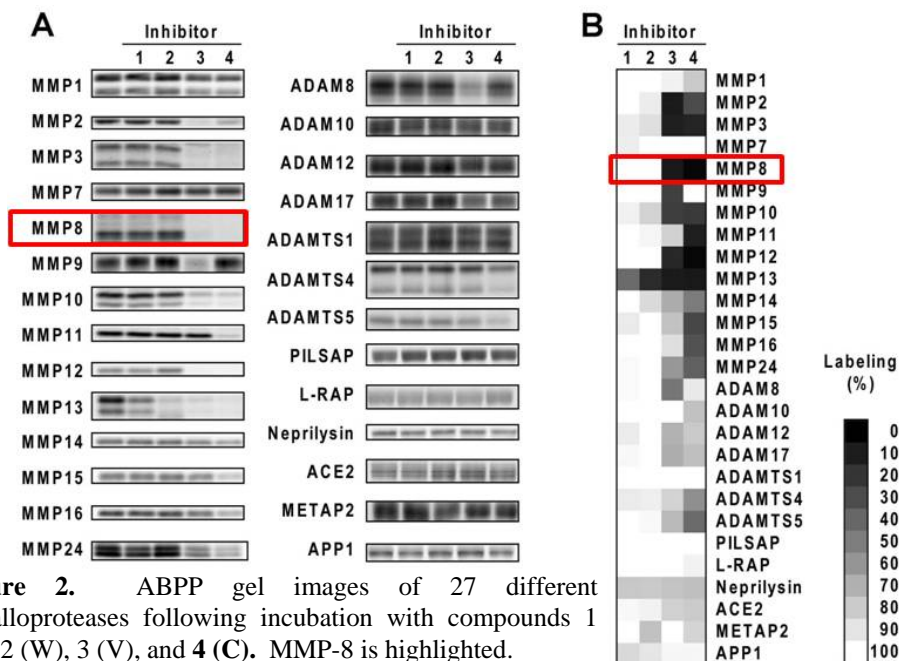 A
Inhibitor
1 2 3 4
MMP1
MMP2
MMP3
MMP7
MMP8
MMP9
MMP10
MMP11
MMP12
MMP13
MMP14
MMP15
MMP16
MMP24
Inhibitor
1 2 3 4
ADAM8
ADAM10
ADAM12
ADAM17
ADAMTS1
ADAMTS4
ADAMTS5
PILSAP
L-RAP
Neprilysin
ACE2
METAP2
APP1
B
Inhibitor
1 2 3 4
MMP1
MMP2
MMP3
MMP7
MMP8
MMP9
MMP10
MMP11
MMP12
MMP13
MMP14
MMP15
MMP16
MMP24
ADAM8
ADAM10
ADAM12
ADAM17
ADAMTS1
ADAMTS4
ADAMTS5
PILSAP
L-RAP
Neprilysin
ACE2
METAP2
APP1
Labeling
(%)
0
10
20
30
40
50
60
70
80
90
100
ure 2. ABPP gel images of 27 different
alloproteases following incubation with compounds 1
2 (W), 3 (V), and 4 (C). MMP-8 is highlighted.